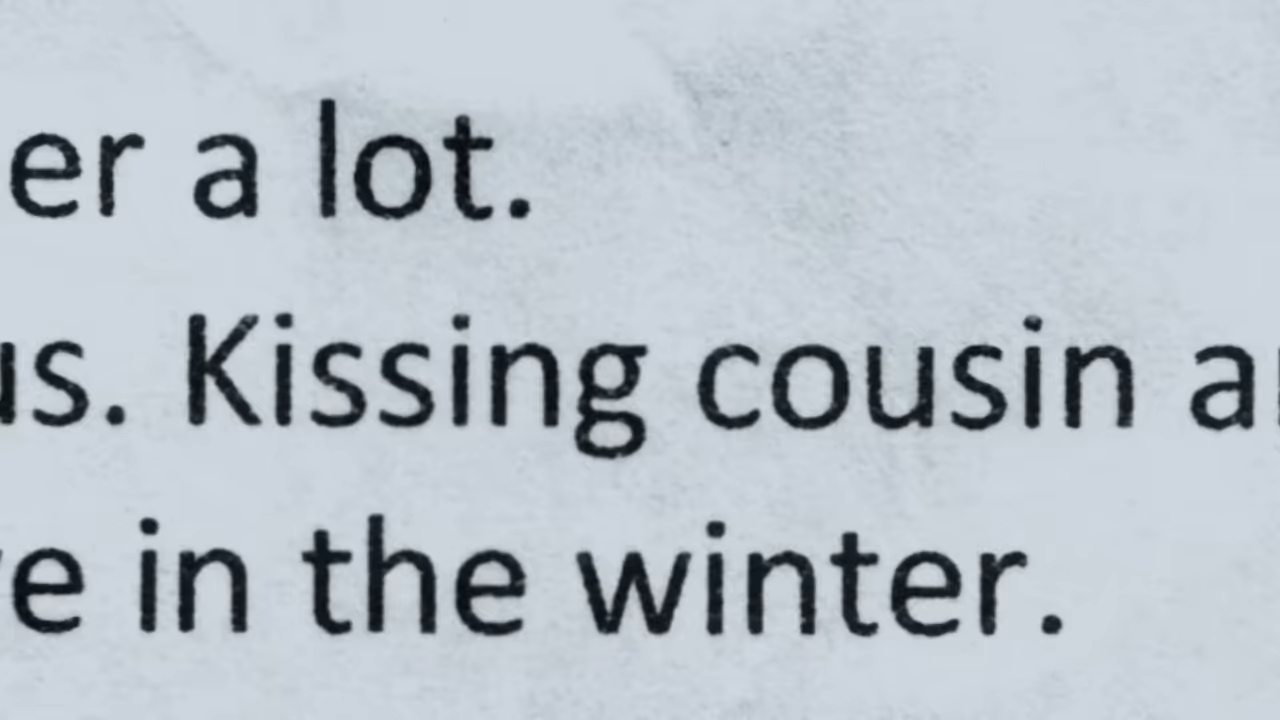 er a lot.
us. Kissing cousin a
e in the winter.